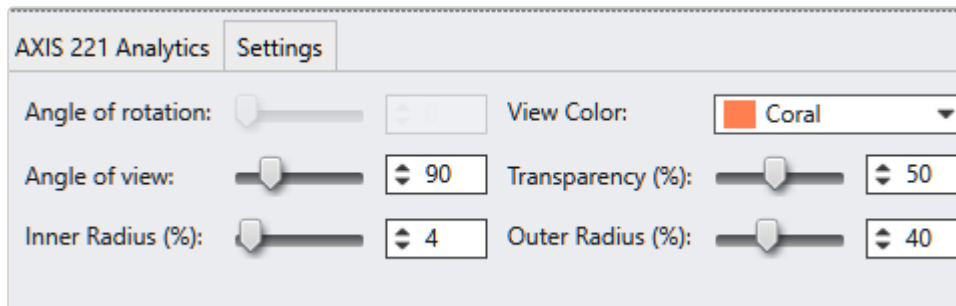 AXIS 221 Analytics Settings
Angle of rotation: View Color: Coral
Angle of view: 90 Transparency (%): 50
Inner Radius (%): 4 Outer Radius (%): 40